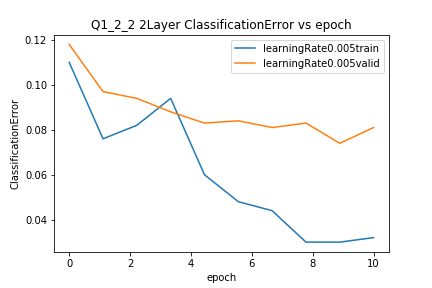 Q1_2_2 2Layer ClassificationError vs epoch
learningRate0.005train
learningRate0.005valid
ClassificationError
0.12
0.10
0.08
0.06
0.04
0
2
4
6
8
10
epoch